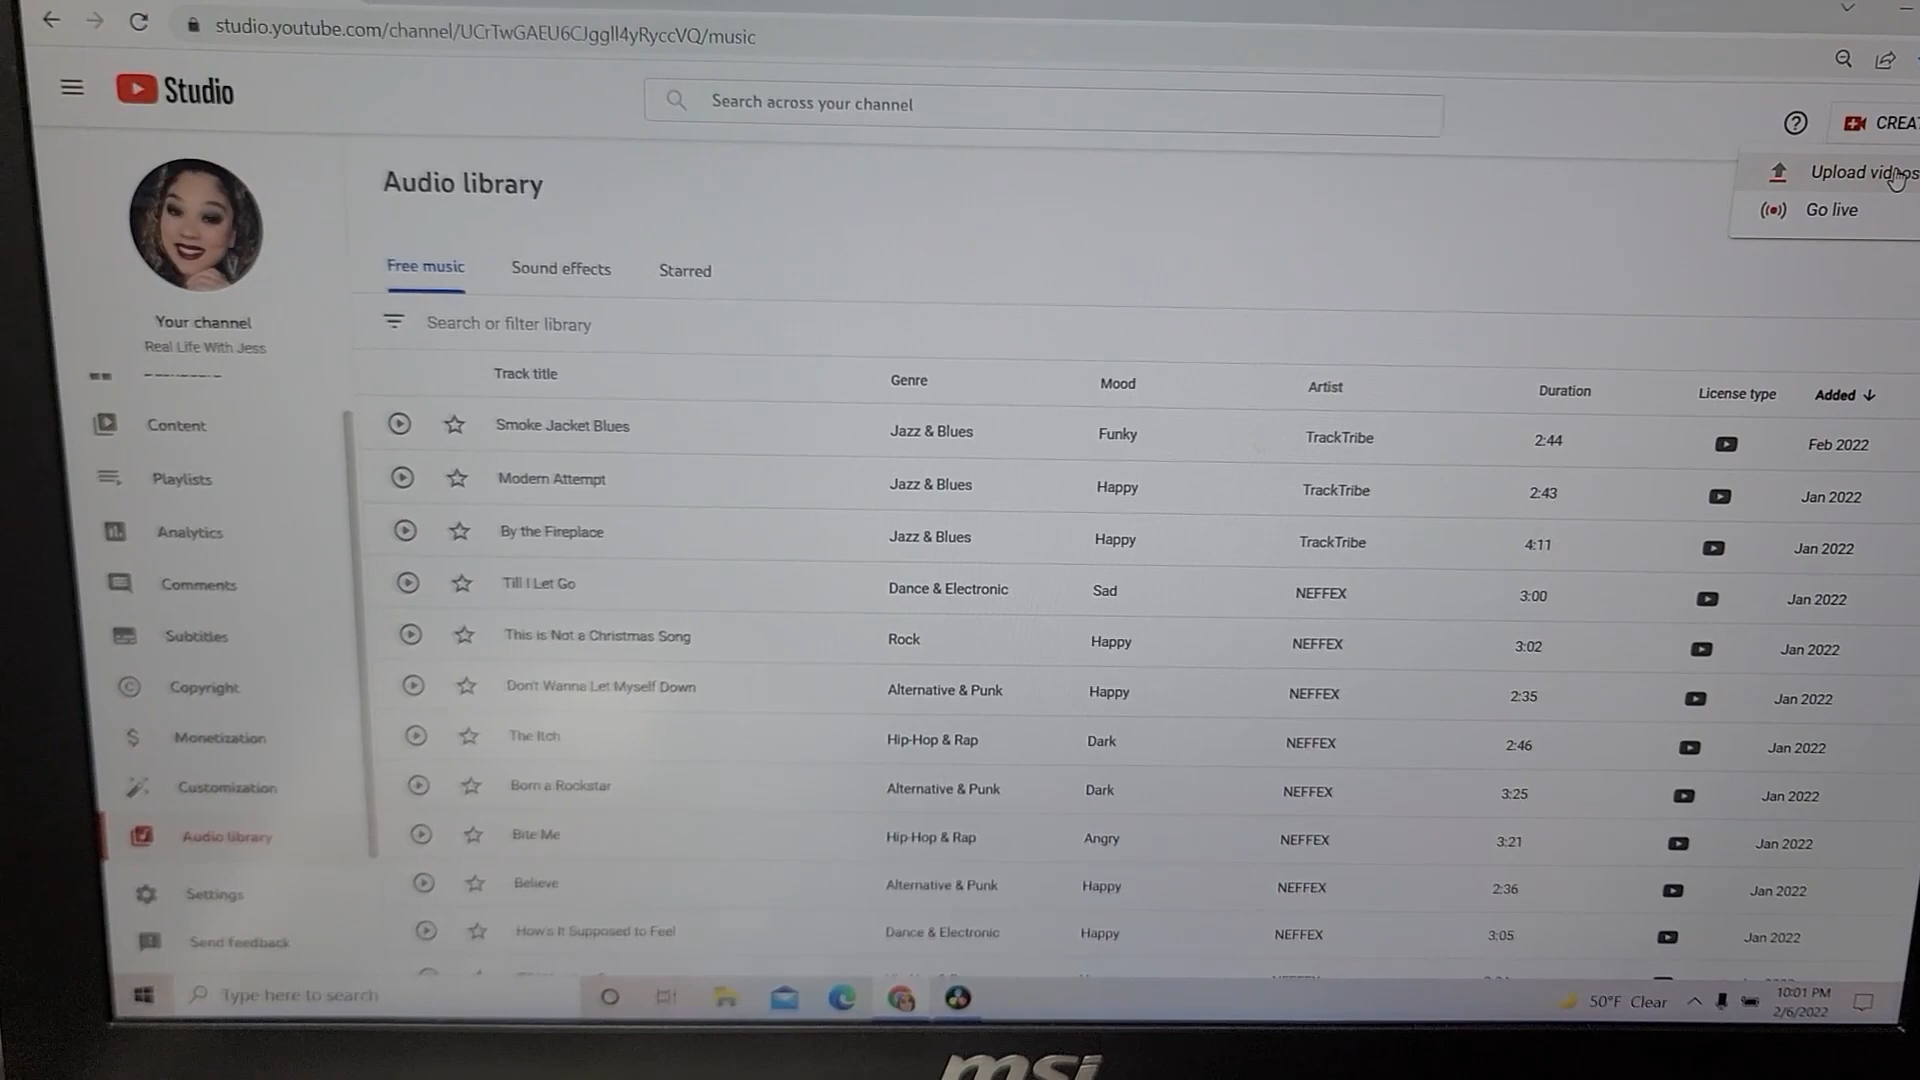 studio.youtube.com/channel/UCrTwGAEU6CJggll4yRyccVQ/music
Studio
Search across your channel
CREAT
Upload videos
Go live
Audio library
Free music Sound effects Starred
Search or filter library
Your channel
Real Life With Jess
Content
Playlists
Analytics
Comments
Subtitles
Copyright
Monetization
Customization
Audio library
Settings
Send feedback
Track title Genre Mood Artist Duration License type Added
Smoke Jacket Blues Jazz & Blues Funky TrackTribe 2:44 Feb 2022
Modern Attempt Jazz & Blues Happy TrackTribe 2:43 Jan 2022
By the Fireplace Jazz & Blues Happy TrackTribe 4:11 Jan 2022
Till I Let Go Dance & Electronic Sad NEFFEX 3:00 Jan 2022
This is Not a Christmas Song Rock Happy NEFFEX 3:02 Jan 2022
Don't Wanna Let Myself Down Alternative & Punk Happy NEFFEX 2:35 Jan 2022
The Itch Hip-Hop & Rap Dark NEFFEX 2:46 Jan 2022
Born a Rockstar Alternative & Punk Dark NEFFEX 3:25 Jan 2022
Bite Me Hip-Hop & Rap Angry NEFFEX 3:21 Jan 2022
Believe Alternative & Punk Happy NEFFEX 2:36 Jan 2022
How's It Supposed to Feel Dance & Electronic Happy NEFFEX 3:05 Jan 2022
Type here to search
50°F Clear
10:01 PM
2/6/2022
msi